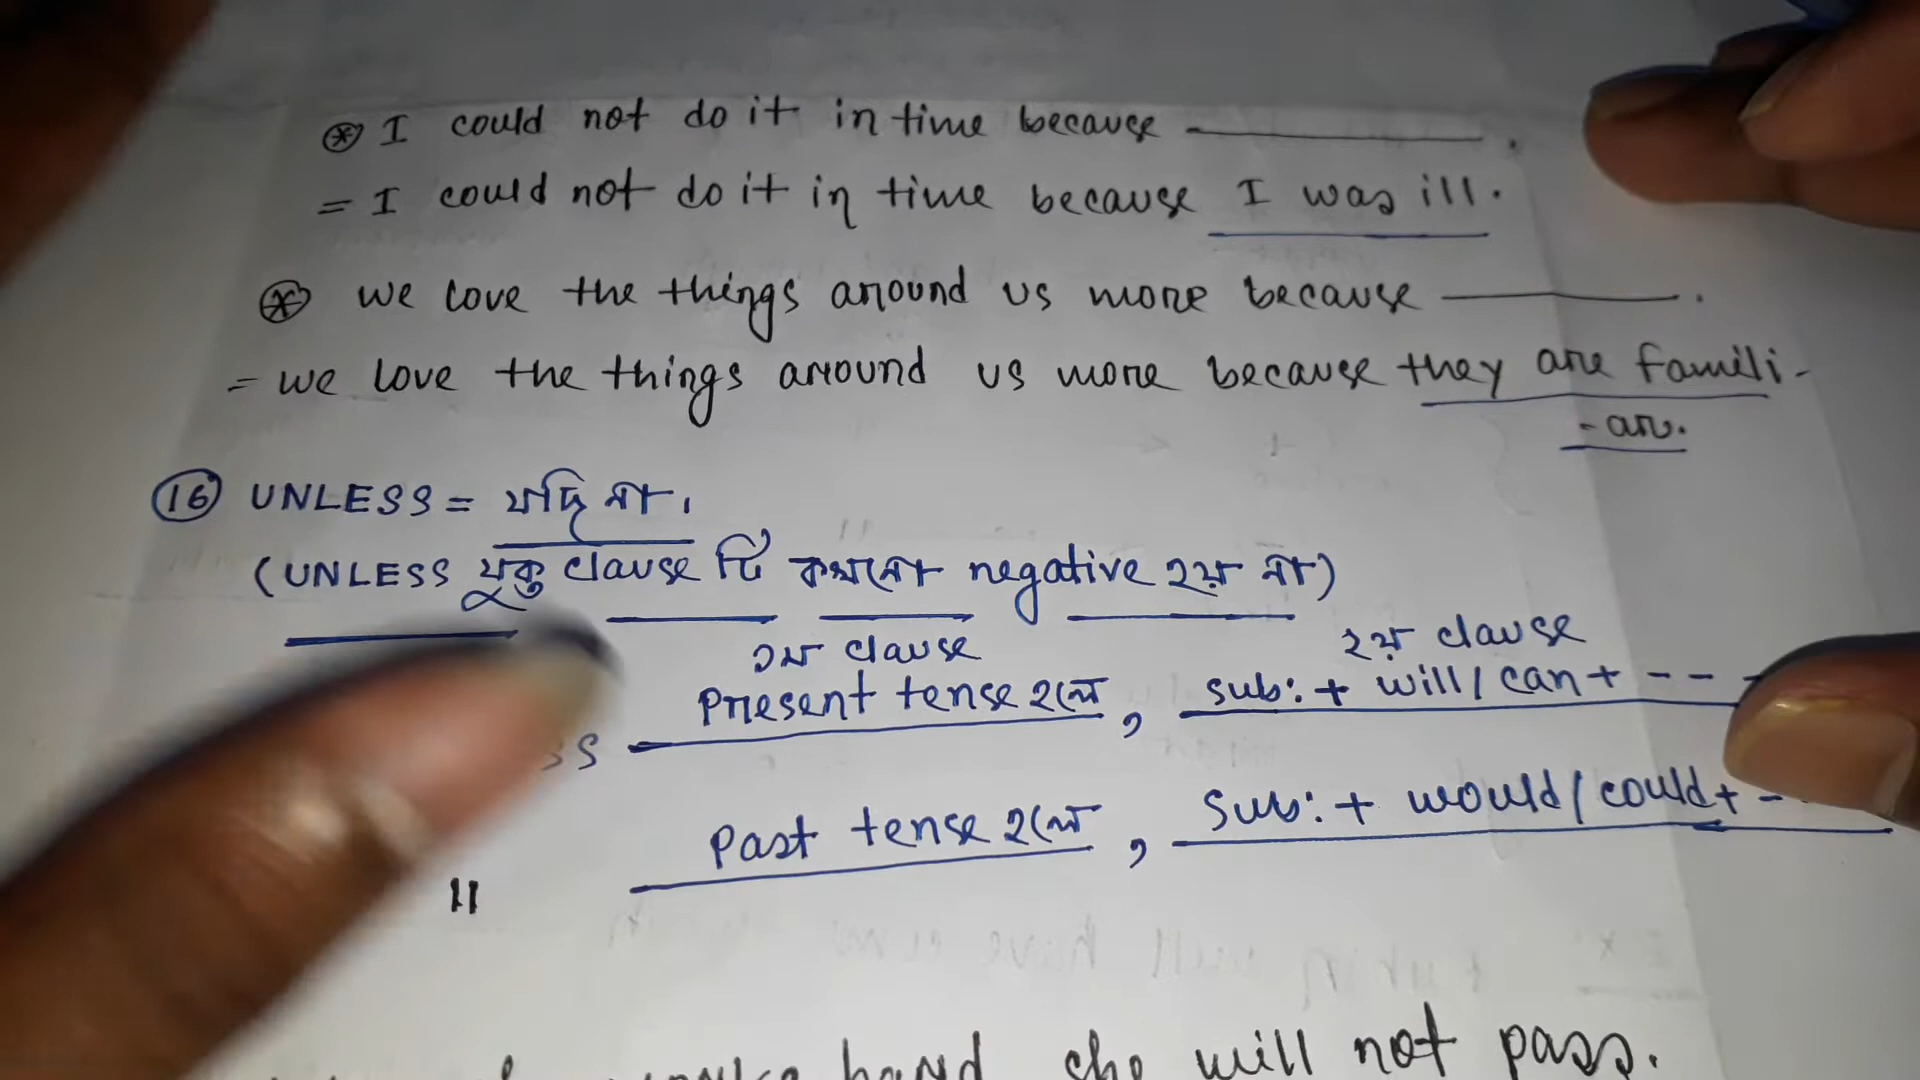 ⊛ I could not do it in time because ———.
= I could not do it in time because I was ill.
⊛ we love the things around us more because ———.
= we love the things around us more because they are famili-
-ar.
(16) UNLESS = যদি না।
(UNLESS যুক্ত clause টি কখনো negative হয় না)
১ম clause ২য় clause
Present tense হলে, sub: + will/can + ---
Past tense হলে, Sub: + would/could + --
"
hard she will not pass.